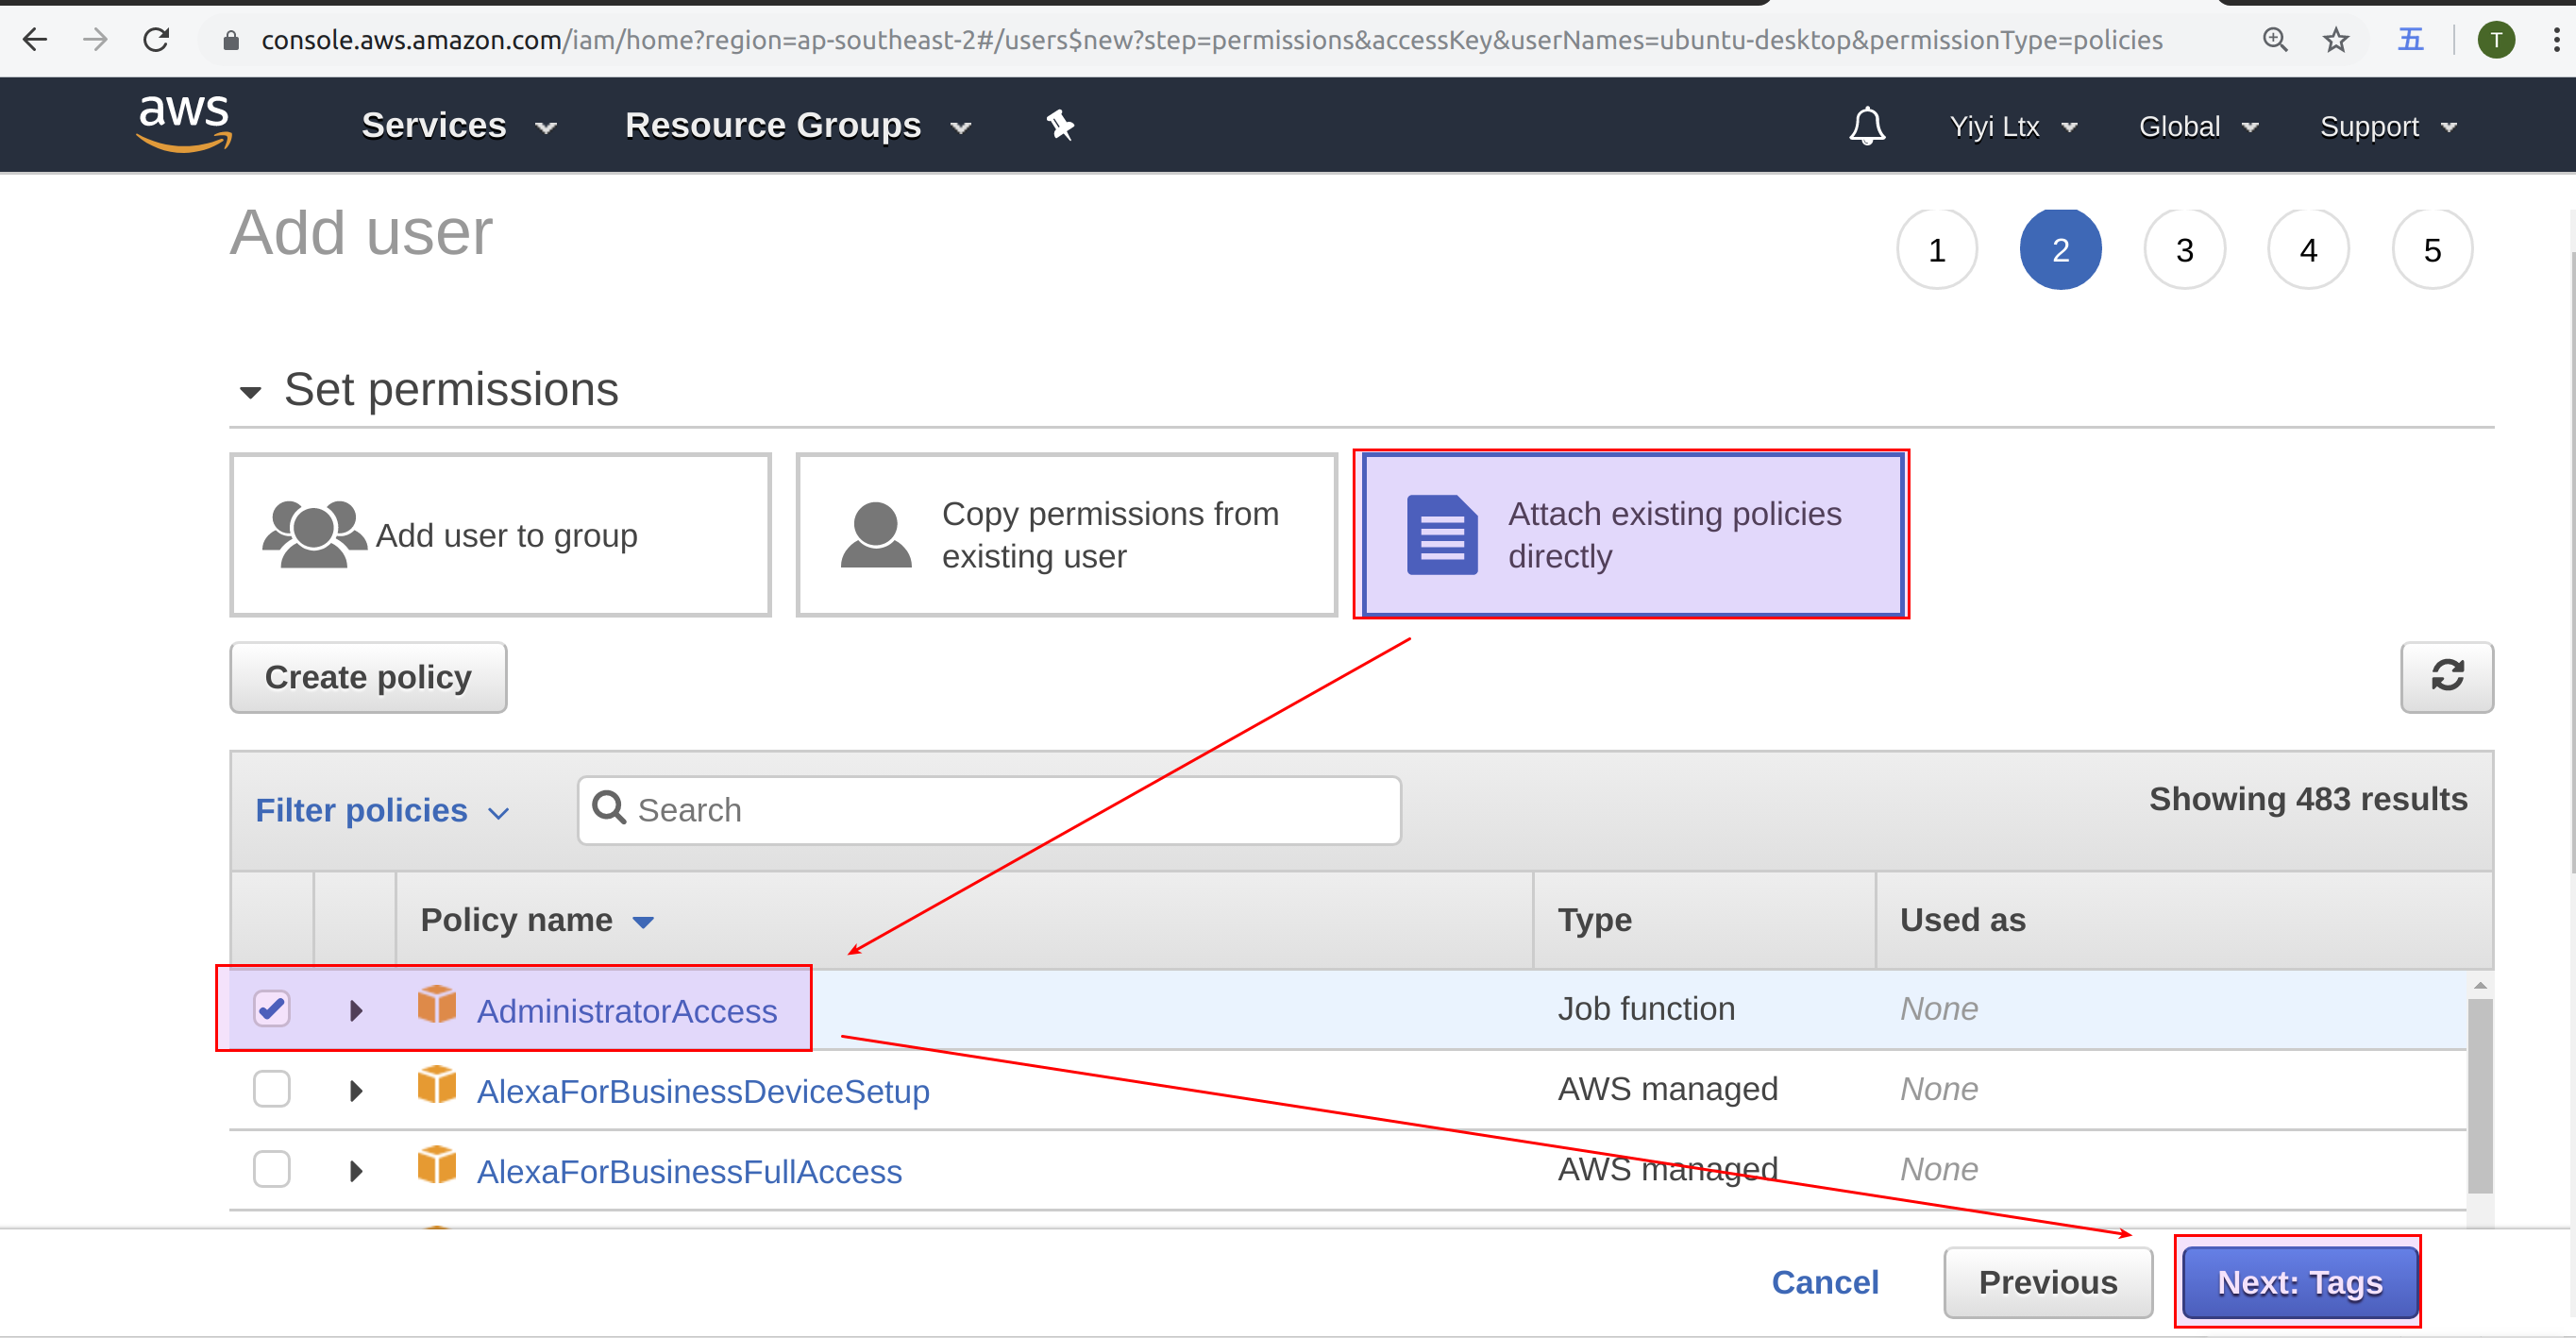 console.aws.amazon.com/iam/home?region=ap-southeast-2#/users$new?step=permissions&accessKey&userNames=ubuntu-desktop&permissionType=policies
五
T
aws
Services
Resource Groups
Yiyi Ltx
Global
Support
Add user
1
2
3
4
5
Set permissions
Add user to group
Copy permissions from
existing user
Attach existing policies
directly
Create policy
Filter policies
Search
Showing 483 results
Policy name
Type
Used as
AdministratorAccess
Job function
None
AlexaForBusinessDeviceSetup
AWS managed
None
AlexaForBusinessFullAccess
AWS managed
None
Cancel
Previous
Next: Tags